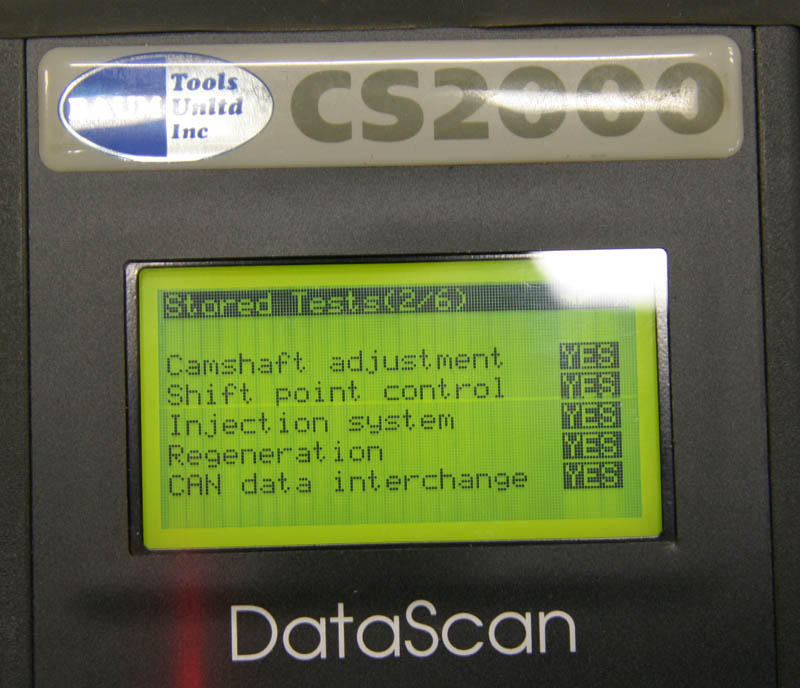 BAUM
Tools
Unltd
Inc
CS2000
Stored Tests(2/6)
Camshaft adjustment YES
Shift point control YES
Injection system YES
Regeneration YES
CAN data interchange YES
DataScan